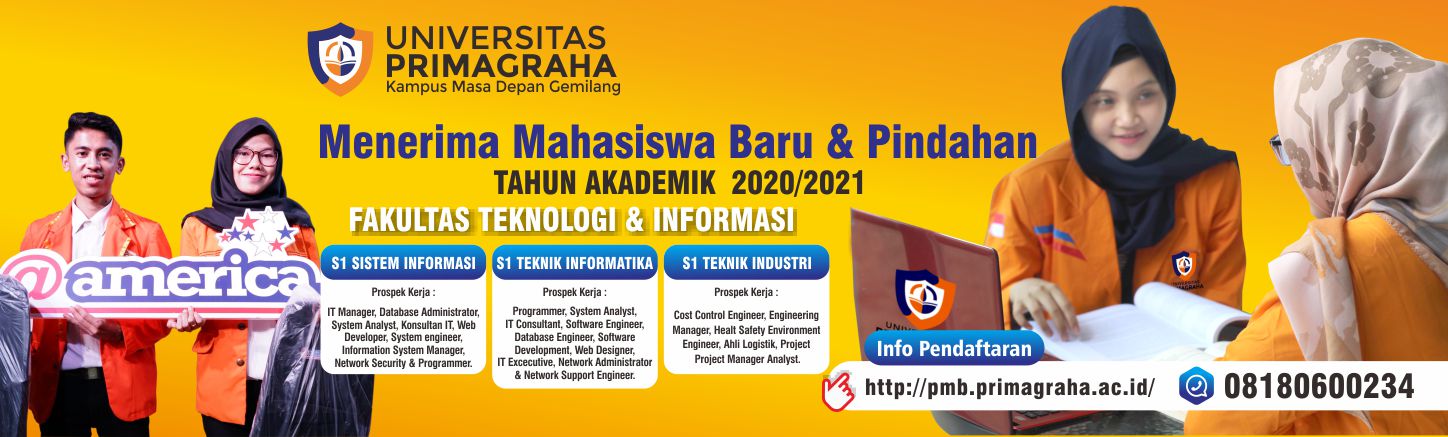 UNIVERSITAS
PRIMAGRAHA
Kampus Masa Depan Gemilang
Menerima Mahasiswa Baru & Pindahan
TAHUN AKADEMIK 2020/2021
FAKULTAS TEKNOLOGI & INFORMASI
@america
S1 SISTEM INFORMASI
Prospek Kerja :
IT Manager, Database Administrator,
System Analyst, Konsultan IT, Web
Developer, System engineer,
Information System Manager,
Network Security & Programmer.
S1 TEKNIK INFORMATIKA
Prospek Kerja :
Programmer, System Analyst,
IT Consultant, Software Engineer,
Database Engineer, Software
Development, Web Designer,
IT Excecutive, Network Administrator
& Network Support Engineer.
S1 TEKNIK INDUSTRI
Prospek Kerja :
Cost Control Engineer, Engineering
Manager, Healt Safety Environment
Engineer, Ahli Logistik, Project
Project Manager Analyst.
UNIVERSITAS
PRIMAGRAHA
Info Pendaftaran
http://pmb.primagraha.ac.id/
08180600234